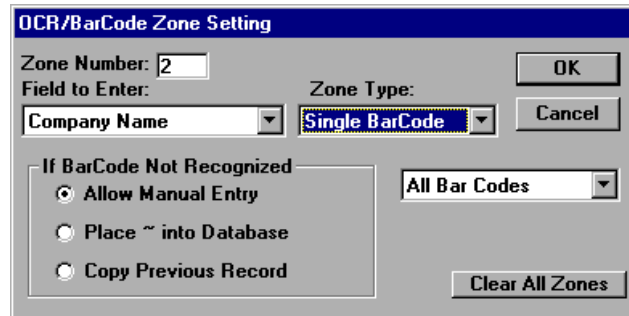 OCR/BarCode Zone Setting
Zone Number: 2
Field to Enter:
Zone Type:
OK
Company Name
Single BarCode
Cancel
If BarCode Not Recognized
Allow Manual Entry
All Bar Codes
Place ~ into Database
Copy Previous Record
Clear All Zones